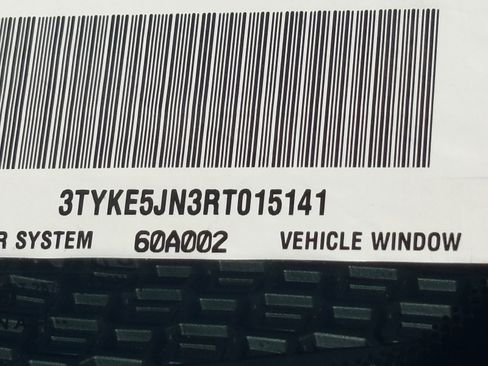 3TYKE5JN3RT015141
R SYSTEM 60A002 VEHICLE WINDOW